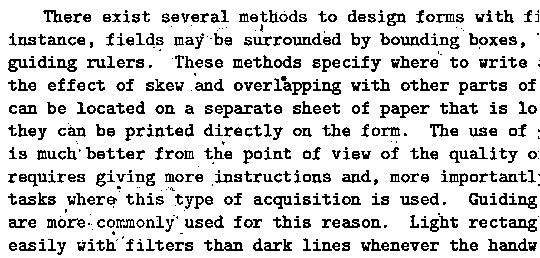 There exist several methods to design forms with fi
instance, fields may be surrounded by bounding boxes,
guiding rulers. These methods specify where to write
the effect of skew and overlapping with other parts of
can be located on a separate sheet of paper that is lo
they can be printed directly on the form. The use of
is much better from the point of view of the quality o
requires giving more instructions and, more importantly
tasks where this type of acquisition is used. Guiding
are more commonly used for this reason. Light rectang
easily with filters than dark lines whenever the handw